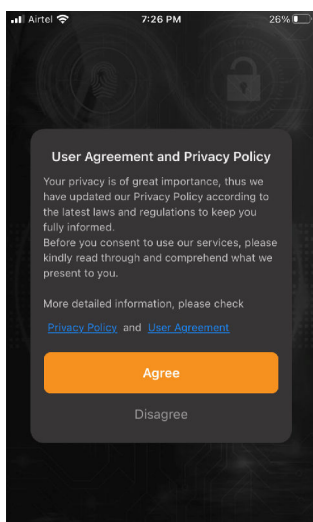 Airtel 7:26 PM 26%
User Agreement and Privacy Policy
Your privacy is of great importance, thus we
have updated our Privacy Policy according to
the latest laws and regulations to keep you
fully informed.
Before you consent to use our services, please
kindly read through and comprehend what we
present to you.
More detailed information, please check
Privacy Policy and User Agreement
Agree
Disagree